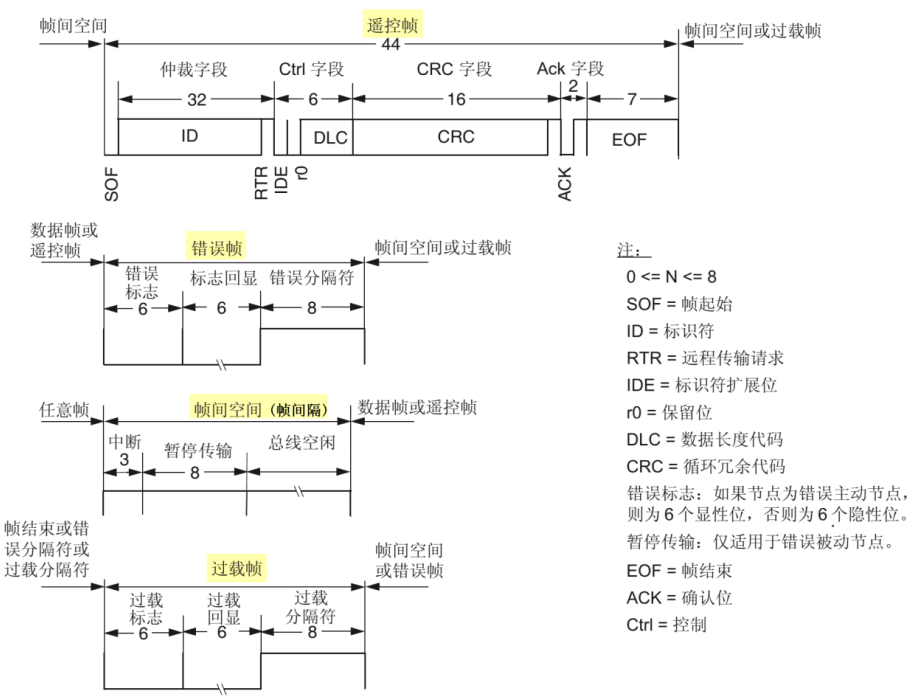 帧间空间
遥控帧
帧间空间或过载帧
44
仲裁字段
Ctrl 字段
CRC 字段
Ack 字段
32
6
16
2
7
ID
DLC
CRC
EOF
SOF
RTR
IDE
r0
ACK
数据帧或
遥控帧
错误帧
帧间空间或过载帧
错误
标志
标志回显
错误分隔符
6
6
8
任意帧
帧间空间（帧间隔）
数据帧或遥控帧
中断
3
暂停传输
8
总线空闲
帧结束或错
误分隔符或
过载分隔符
过载帧
帧间空间
或错误帧
过载
标志
过载
回显
过载
分隔符
6
6
8
注：
0 <= N <= 8
SOF = 帧起始
ID = 标识符
RTR = 远程传输请求
IDE = 标识符扩展位
r0 = 保留位
DLC = 数据长度代码
CRC = 循环冗余代码
错误标志：如果节点为错误主动节点，
则为 6 个显性位，否则为 6 个隐性位。
暂停传输：仅适用于错误被动节点。
EOF = 帧结束
ACK = 确认位
Ctrl = 控制